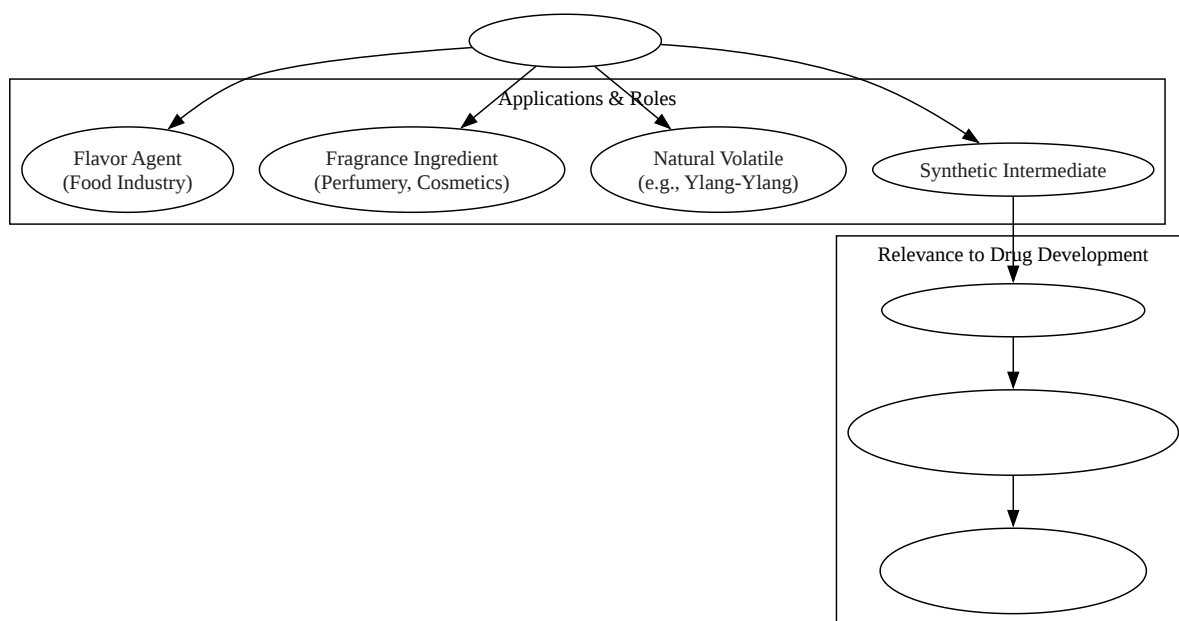 Applications & Roles
Flavor Agent
(Food Industry)
Fragrance Ingredient
(Perfumery, Cosmetics)
Natural Volatile
(e.g., Ylang-Ylang)
Synthetic Intermediate
Relevance to Drug Development